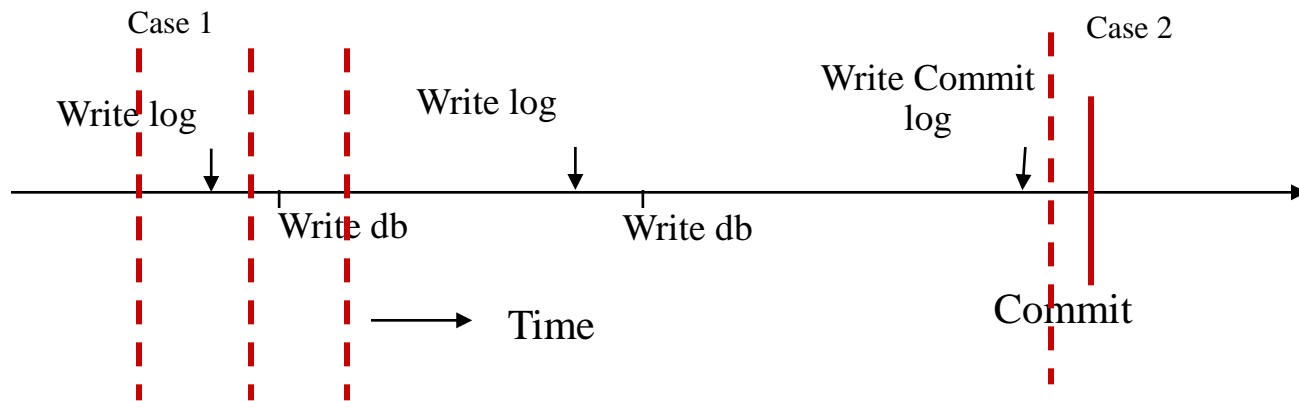 Case 1
Case 2
Write log
Write log
Write Commit
log
Write db
Write db
Time
Commit